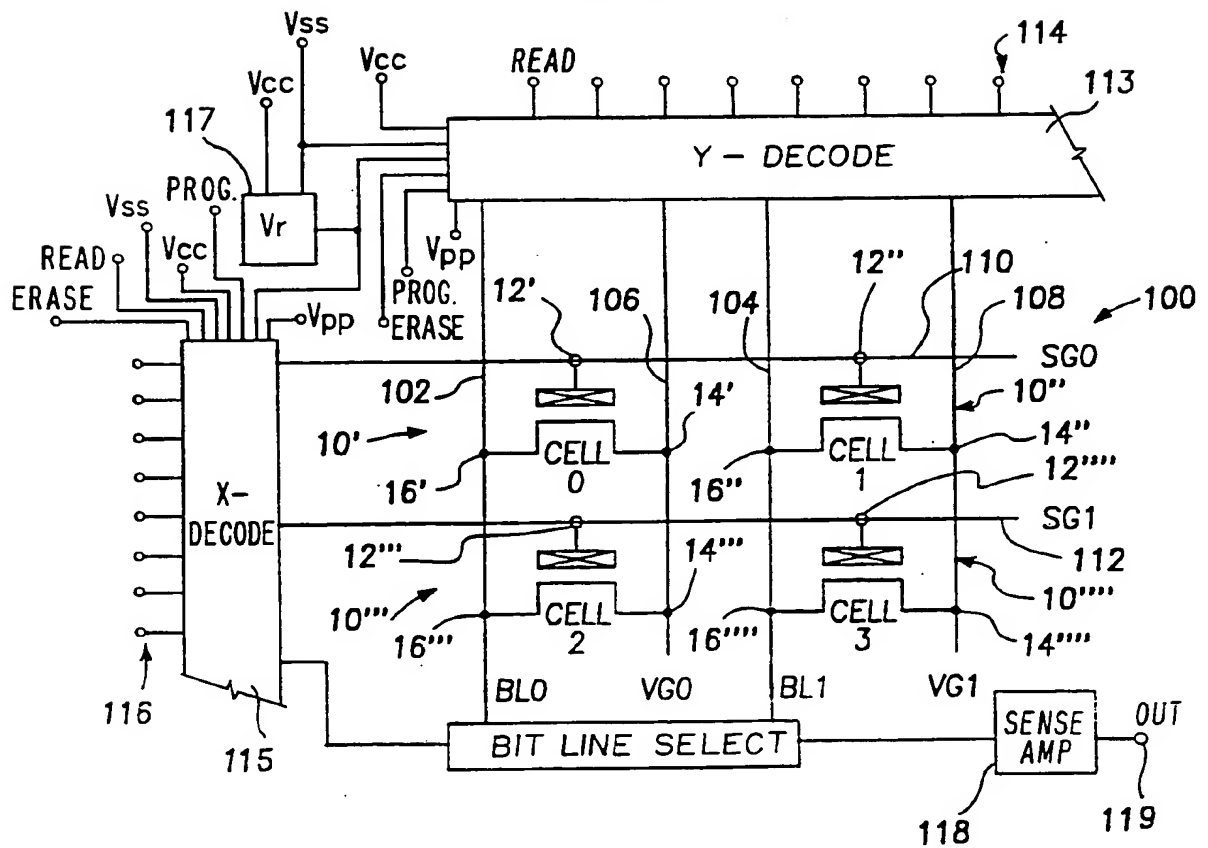 Vss
Vcc
Vcc
READ
114
113
117
PROG.
Vr
Y - DECODE
Vss
Vcc
READ
ERASE
Vpp
Vpp
PROG.
ERASE
12'
106
104
12''
110
108
100
SG0
102
10'
14'
10''
16'
CELL
0
16''
CELL
1
14''
12''''
X-
DECODE
SG1
112
12'''
14'''
10'''
10''''
16'''
CELL
2
16''''
CELL
3
14''''
116
115
BL0
VG0
BL1
VG1
BIT LINE SELECT
SENSE
AMP
OUT
118
119